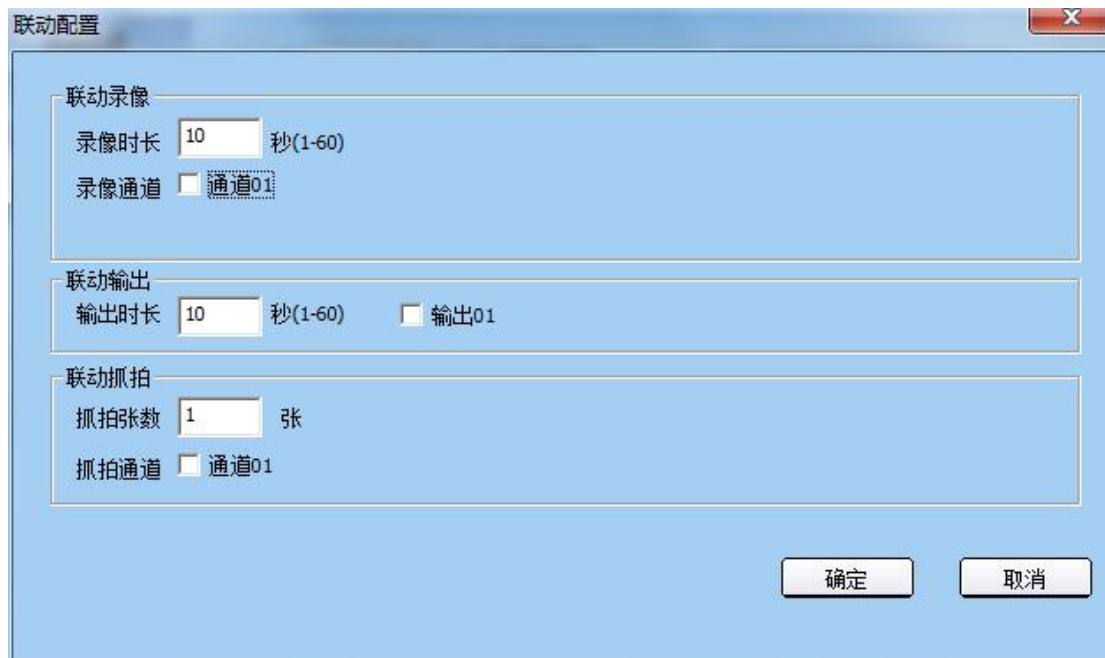 联动配置
联动录像
录像时长 10 秒(1-60)
录像通道 通道01
联动输出
输出时长 10 秒(1-60) 输出01
联动抓拍
抓拍张数 1 张
抓拍通道 通道01
确定 取消